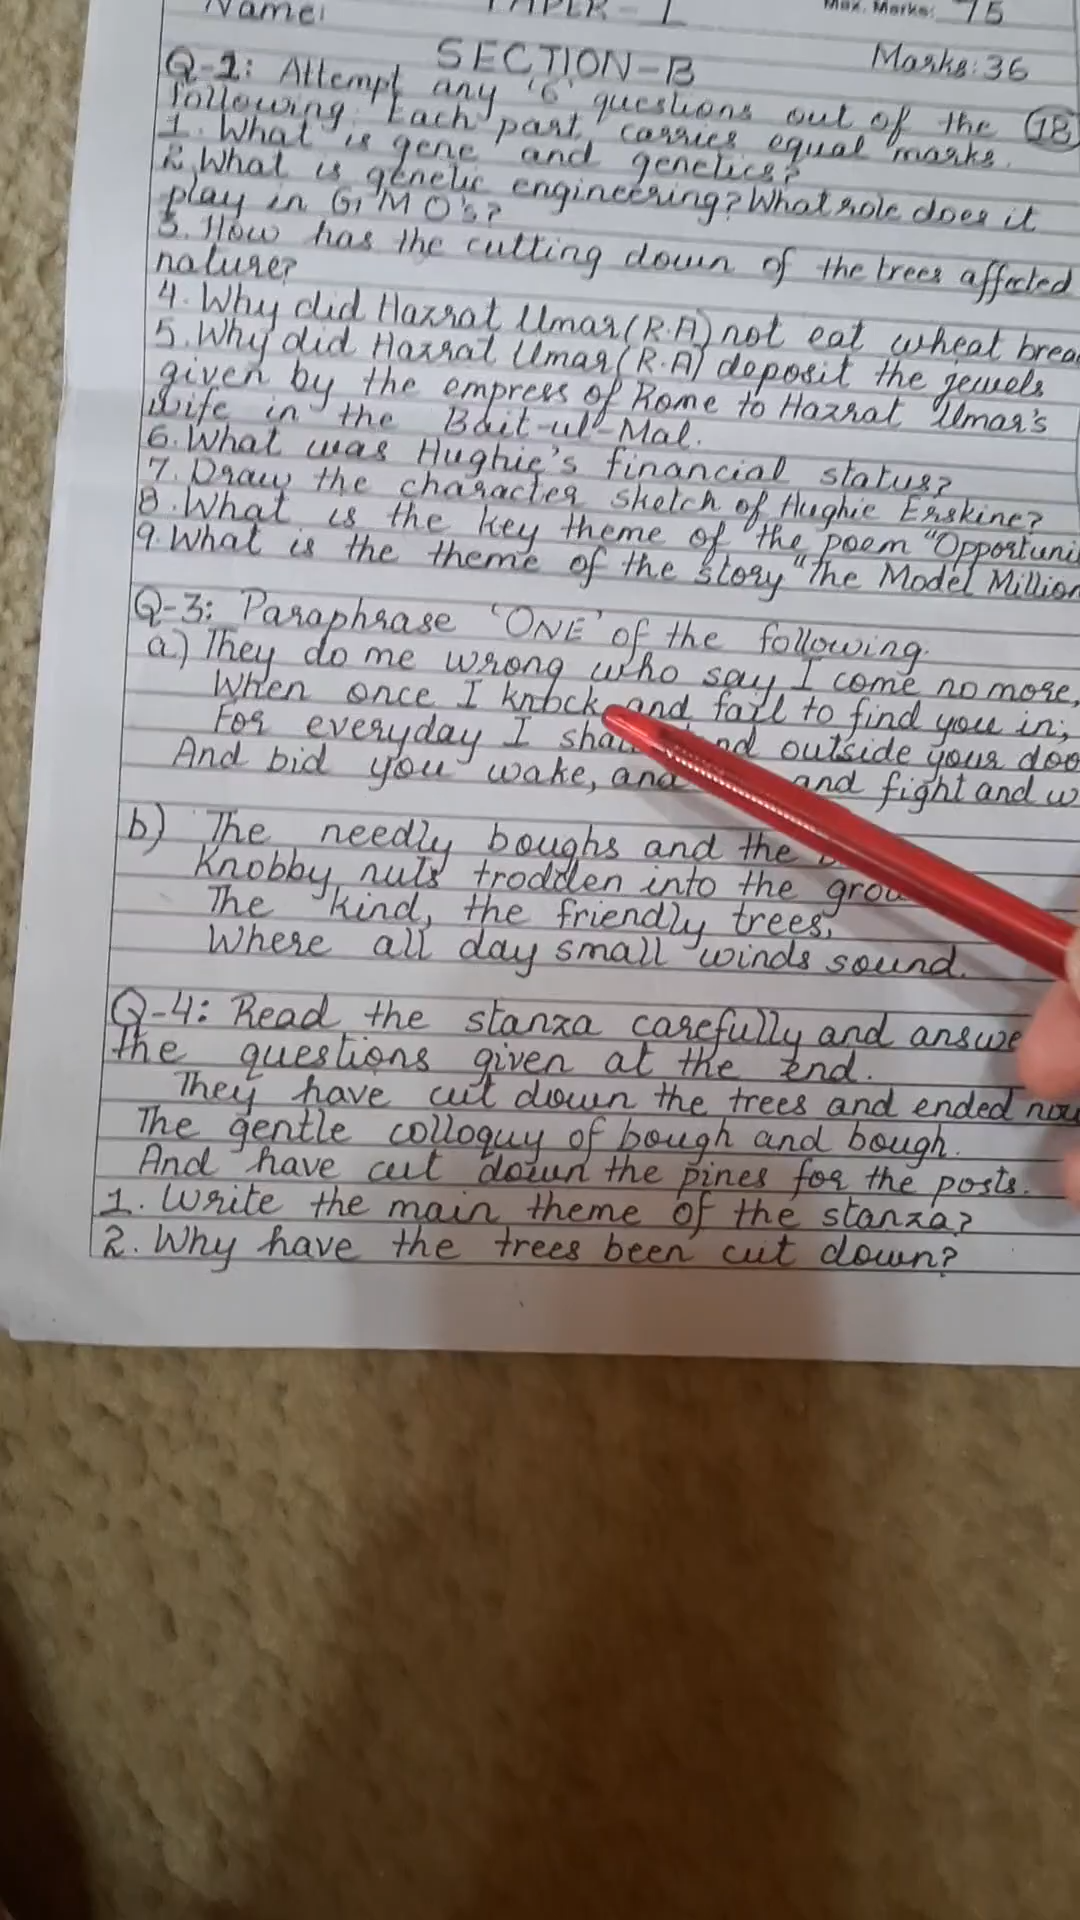 Name:
PAPER-I
Max. Marks: 75
SECTION-B
Marks: 36
Q-2: Attempt any '6' questions out of the
following. Each part carries equal marks. (18)
1. What is gene and genetics?
2. What is genetic engineering? What role does it
play in GMO's?
3. How has the cutting down of the trees affected
nature?
4. Why did Hazrat Umar (R.A) not eat wheat
5. Why did Hazrat Umar (R.A) deposit the jewels
given by the empress of Rome to Hazrat Umar's
wife in the Bait-ul-Mal.
6. What was Hughie's financial status?
7. Draw the character sketch of Hughie Erskine?
8. What is the key theme of the poem "Opportuni
9. What is the theme of the story "The Model Million
Q-3: Paraphrase 'ONE' of the following.
a.) They do me wrong who say I come no more,
When once I knock and fail to find you in;
For everyday I stand outside your doo
And bid you wake, and and fight and w
b) The needly boughs and the
Knobby nuts trodden into the
The kind, the friendly trees,
Where all day small winds sound.
Q-4: Read the stanza carefully and answe
the questions given at the end.
They have cut down the trees and ended now
The gentle colloquy of bough and bough.
And have cut down the pines for the posts.
1. Write the main theme of the stanza?
2. Why have the trees been cut down?